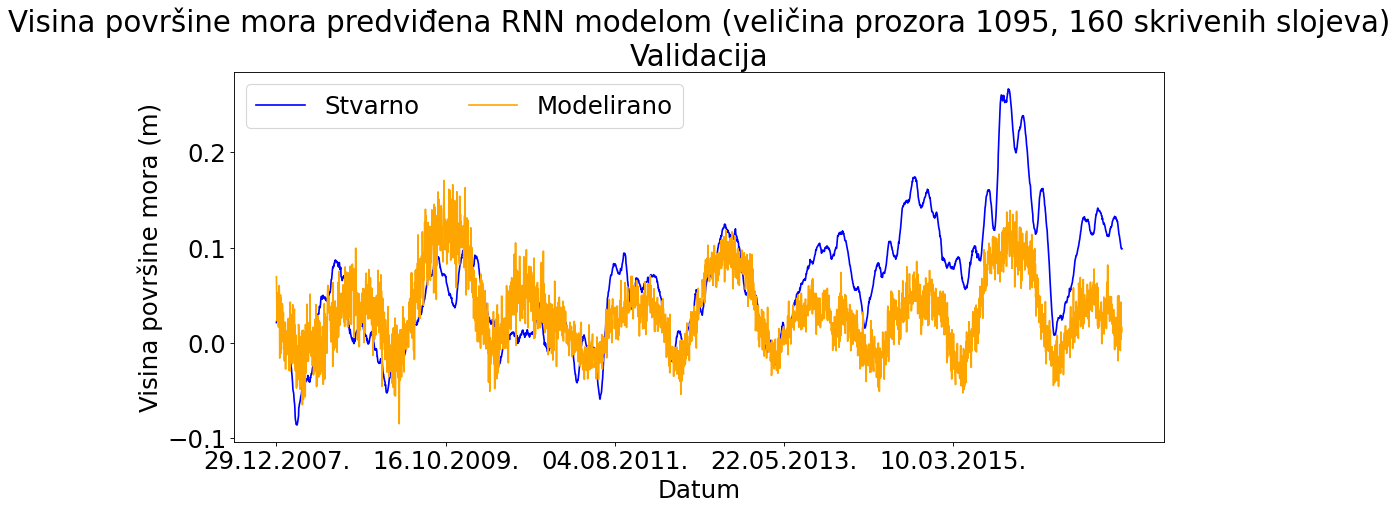 Visina površine mora predviđena RNN modelom (veličina prozora 1095, 160 skrivenih slojeva)
Validacija
Stvarno
Modelirano
Visina površine mora (m)
0.2
0.1
0.0
−0.1
29.12.2007.
16.10.2009.
04.08.2011.
22.05.2013.
10.03.2015.
Datum